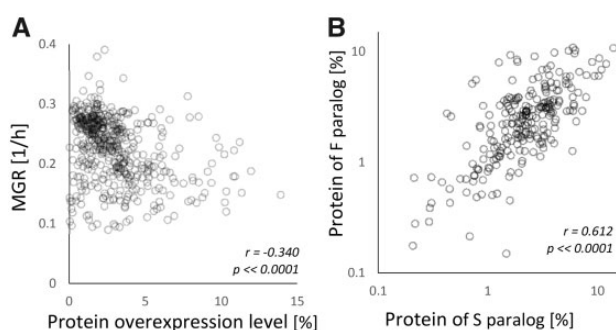 A
MGR [1/h]
0.4
0.3
0.2
0.1
0
0
5
10
15
Protein overexpression level [%]
r = -0.340
p << 0.0001
B
Protein of F paralog [%]
10
1
0.1
0.1
1
10
Protein of S paralog [%]
r = 0.612
p << 0.0001